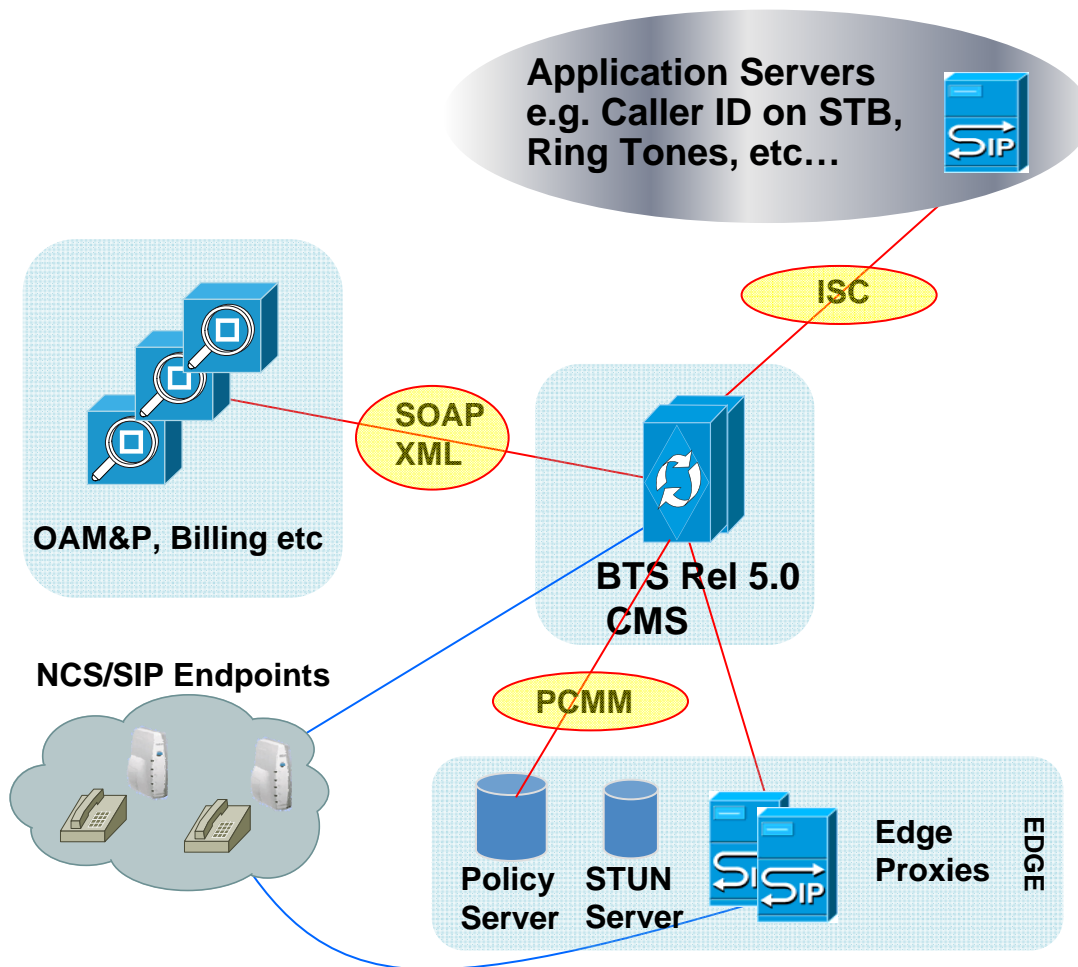 Application Servers
e.g. Caller ID on STB,
Ring Tones, etc…
SIP
ISC
SOAP
XML
OAM&P, Billing etc
BTS Rel 5.0
CMS
NCS/SIP Endpoints
PCMM
Policy
Server
STUN
Server
SI
SIP
Edge
Proxies
EDGE